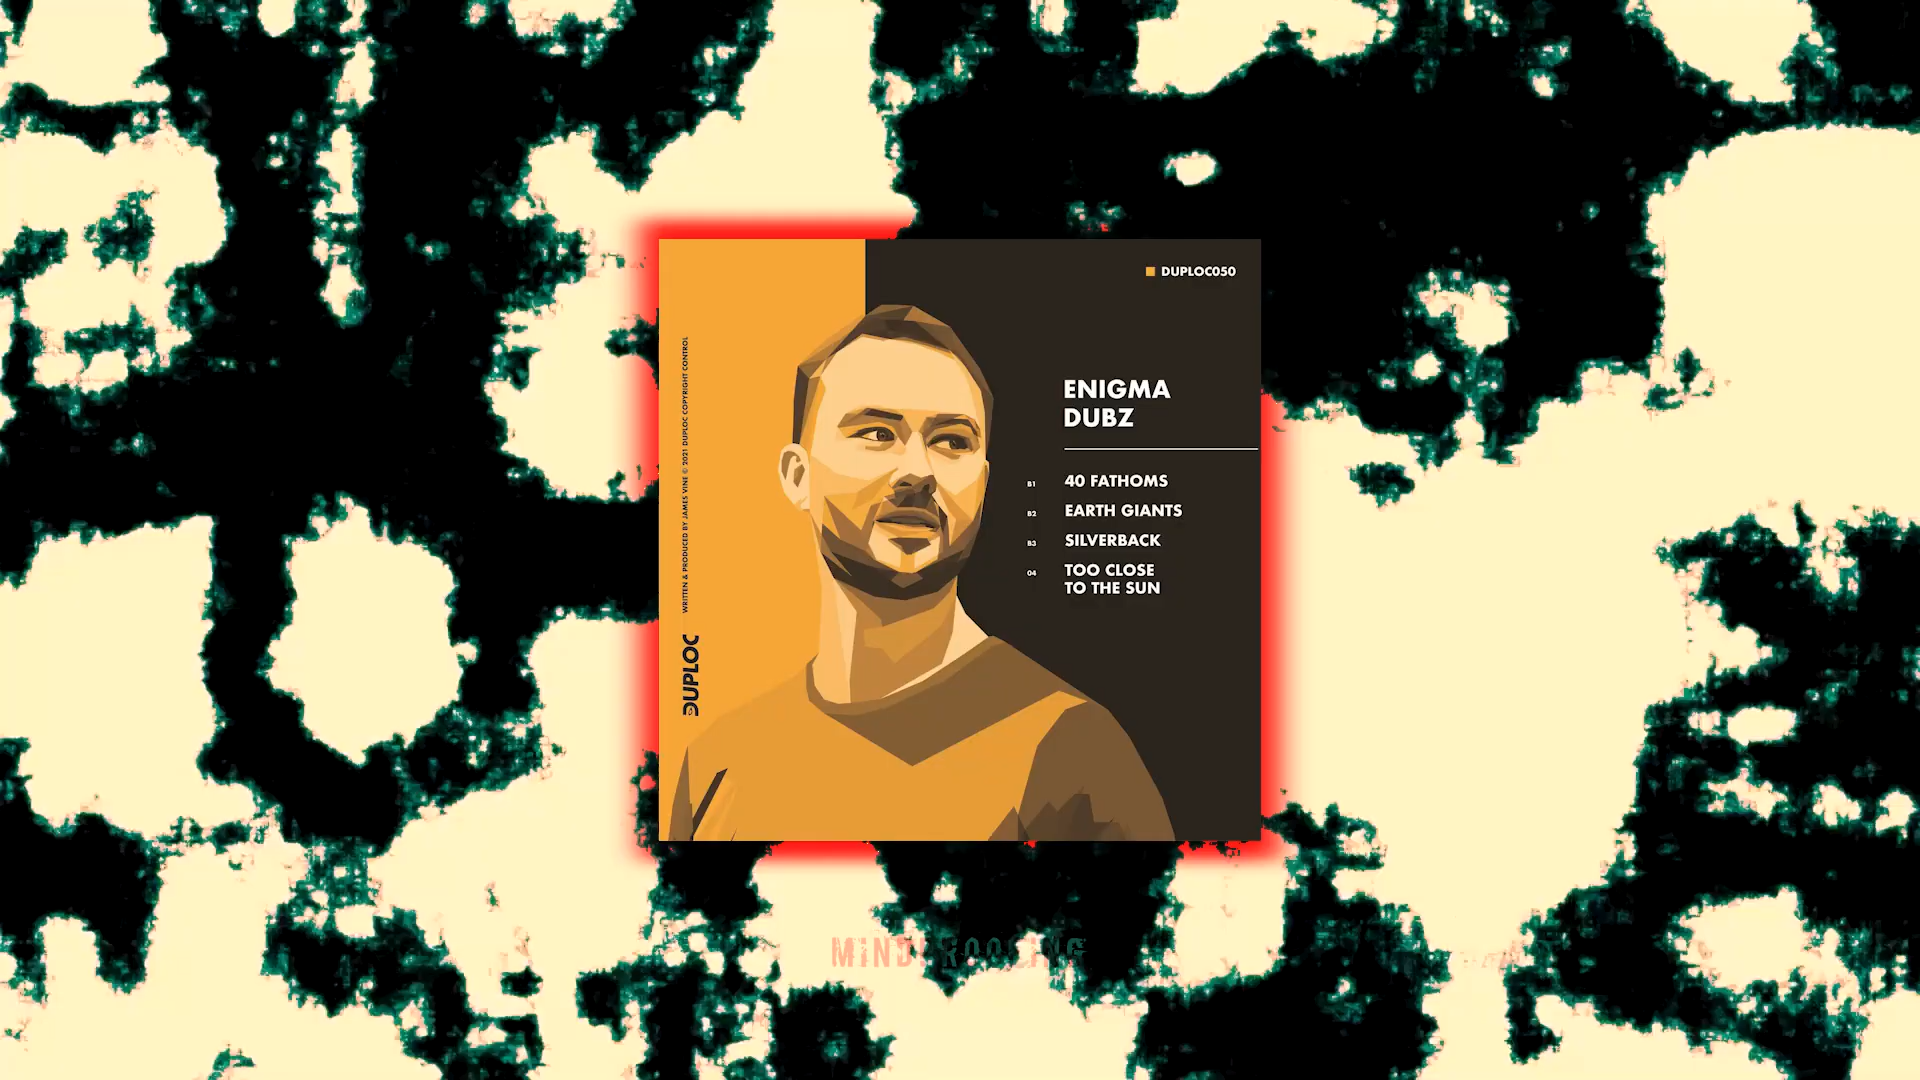 DUPLOC050
ENIGMA
DUBZ
B1 40 FATHOMS
B2 EARTH GIANTS
B3 SILVERBACK
04 TOO CLOSE
TO THE SUN
WRITTEN & PRODUCED BY JAMES VINE © 2021 DUPLOC COPYRIGHT CONTROL
DUPLOC